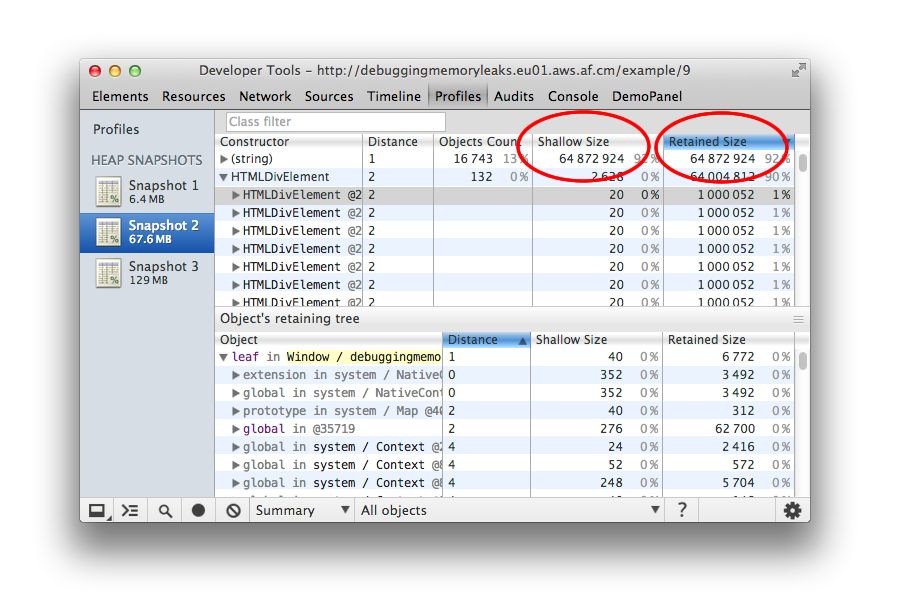 Developer Tools - http://debuggingmemoryleaks.eu01.aws.af.cm/example/9
Elements Resources Network Sources Timeline Profiles Audits Console DemoPanel
Profiles
HEAP SNAPSHOTS
Snapshot 1
6.4 MB
Snapshot 2
67.6 MB
Snapshot 3
129 MB
Class filter
Constructor Distance Objects Count Shallow Size Retained Size
(string) 1 16 743 13% 64 872 924 92% 64 872 924 92%
HTMLDivElement 2 132 0% 2 628 0% 64 004 812 90%
HTMLDivElement @2 2 20 0% 1 000 052 1%
HTMLDivElement @2 2 20 0% 1 000 052 1%
HTMLDivElement @2 2 20 0% 1 000 052 1%
HTMLDivElement @2 2 20 0% 1 000 052 1%
HTMLDivElement @2 2 20 0% 1 000 052 1%
HTMLDivElement @2 2 20 0% 1 000 052 1%
HTMLDivElement @2 2 20 0% 1 000 052 1%
Object's retaining tree
Object Distance Shallow Size Retained Size
leaf in Window / debuggingmemo 1 40 0% 6 772 0%
extension in system / NativeC 0 352 0% 3 492 0%
global in system / NativeCont 0 352 0% 3 492 0%
prototype in system / Map @40 2 40 0% 312 0%
global in @35719 2 276 0% 62 700 0%
global in system / Context @2 4 24 0% 2 416 0%
global in system / Context @8 4 52 0% 572 0%
global in system / Context @8 4 248 0% 5 704 0%
Summary All objects ?